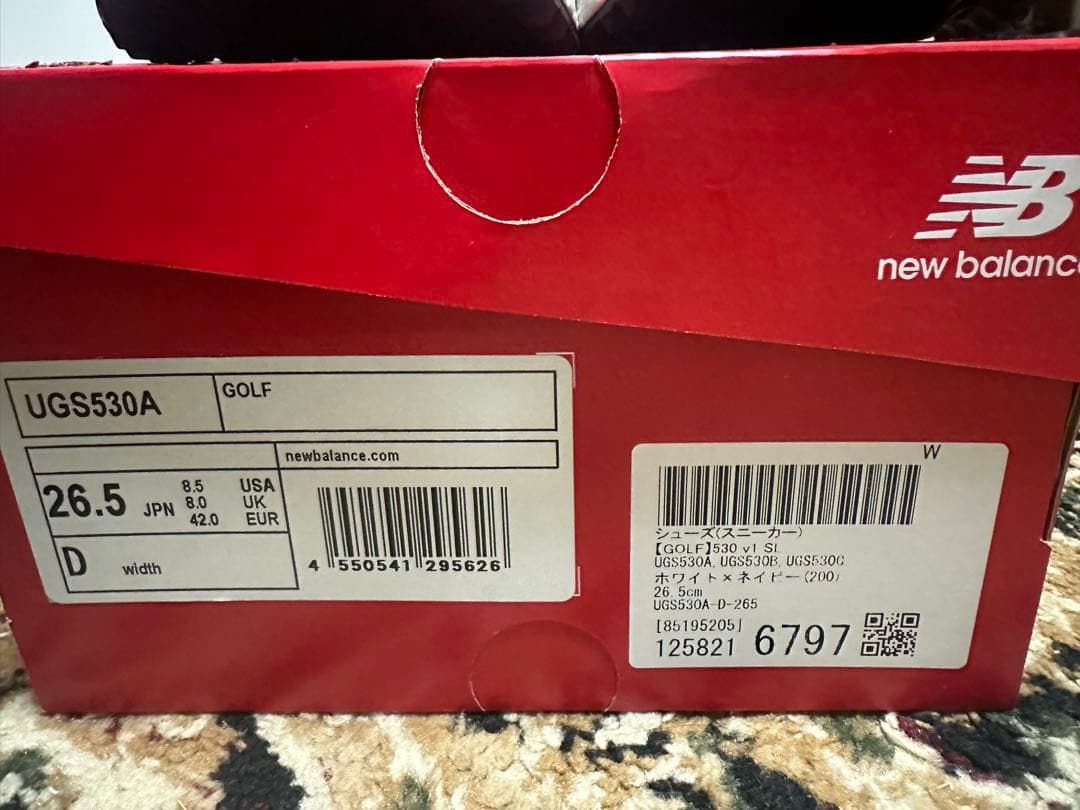 NB
new balance
UGS530A
GOLF
newbalance.com
26.5 JPN
8.5 USA
8.0 UK
42.0 EUR
D width
4 550541 295626
W
シューズ(スニーカー)
【GOLF】530 v1 SL
UGS530A, UGS530B, UGS530C
ホワイト×ネイビー(200)
26.5cm
UGS530A-D-265
[85195205]
125821 6797